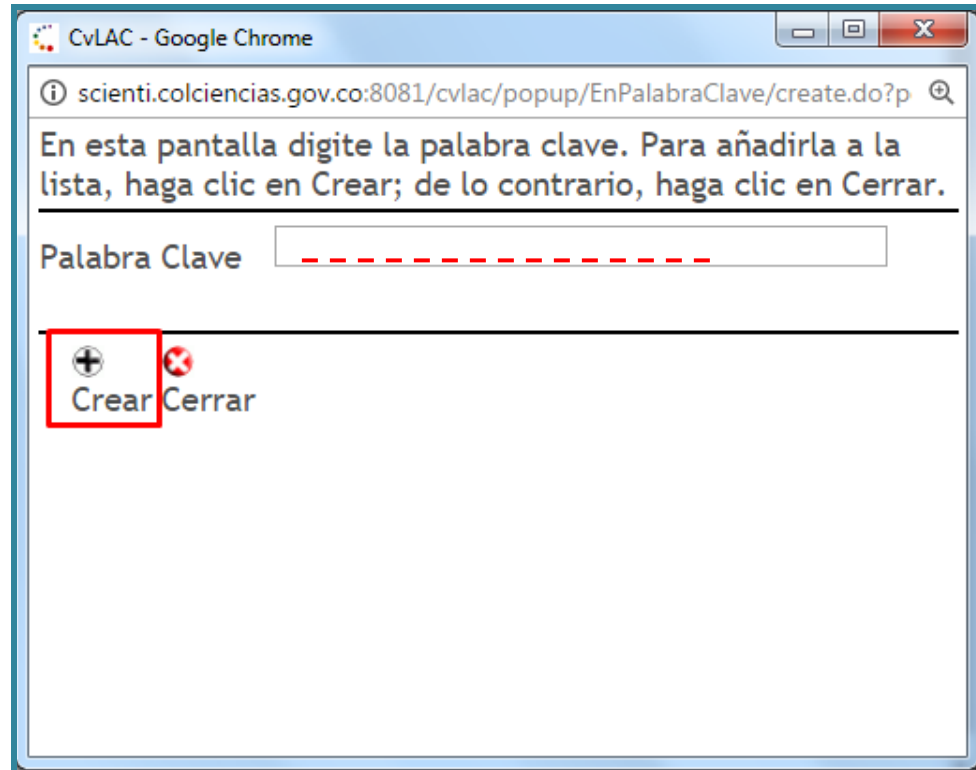 CvLAC - Google Chrome
scienti.colciencias.gov.co:8081/cvlac/popup/EnPalabraClave/create.do?p
En esta pantalla digite la palabra clave. Para añadirla a la
lista, haga clic en Crear; de lo contrario, haga clic en Cerrar.
Palabra Clave
Crear Cerrar